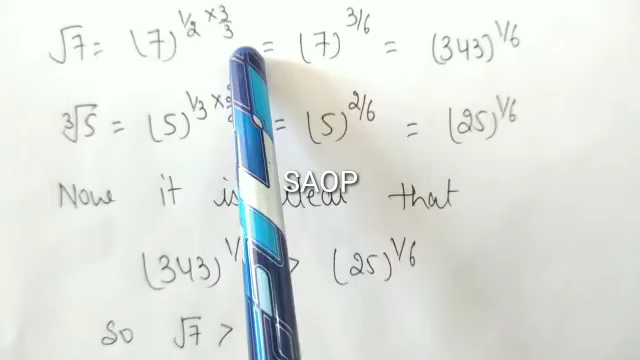 √7 = (7)^1/2 × 3/3 = (7)^3/6 = (343)^1/6
∛5 = (5)^1/3 × = (5)^2/6 = (25)^1/6
Now it is that
SAOP
(343)^1/ > (25)^1/6
So √7 >